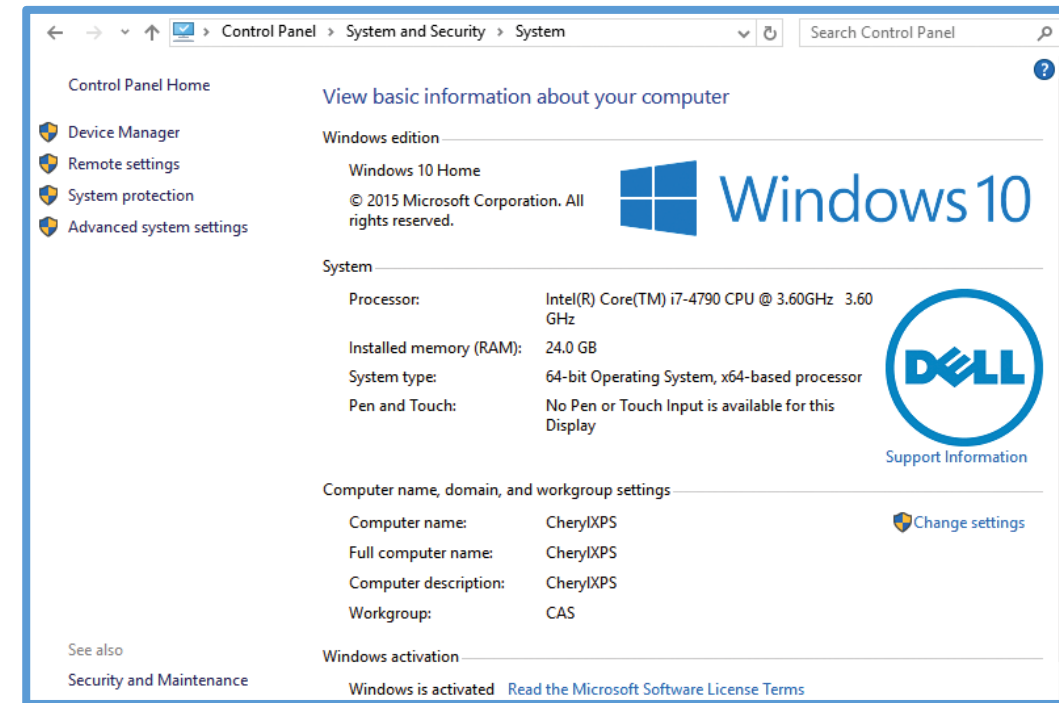 Control Panel > System and Security > System
Search Control Panel
?
Control Panel Home
Device Manager
Remote settings
System protection
Advanced system settings
View basic information about your computer
Windows edition
Windows 10 Home
© 2015 Microsoft Corporation. All
rights reserved.
Windows 10
System
Processor: Intel(R) Core(TM) i7-4790 CPU @ 3.60GHz 3.60
GHz
Installed memory (RAM): 24.0 GB
System type: 64-bit Operating System, x64-based processor
Pen and Touch: No Pen or Touch Input is available for this
Display
DELL
Support Information
Computer name, domain, and workgroup settings
Computer name: CherylXPS
Change settings
Full computer name: CherylXPS
Computer description: CherylXPS
Workgroup: CAS
Windows activation
Windows is activated Read the Microsoft Software License Terms
See also
Security and Maintenance